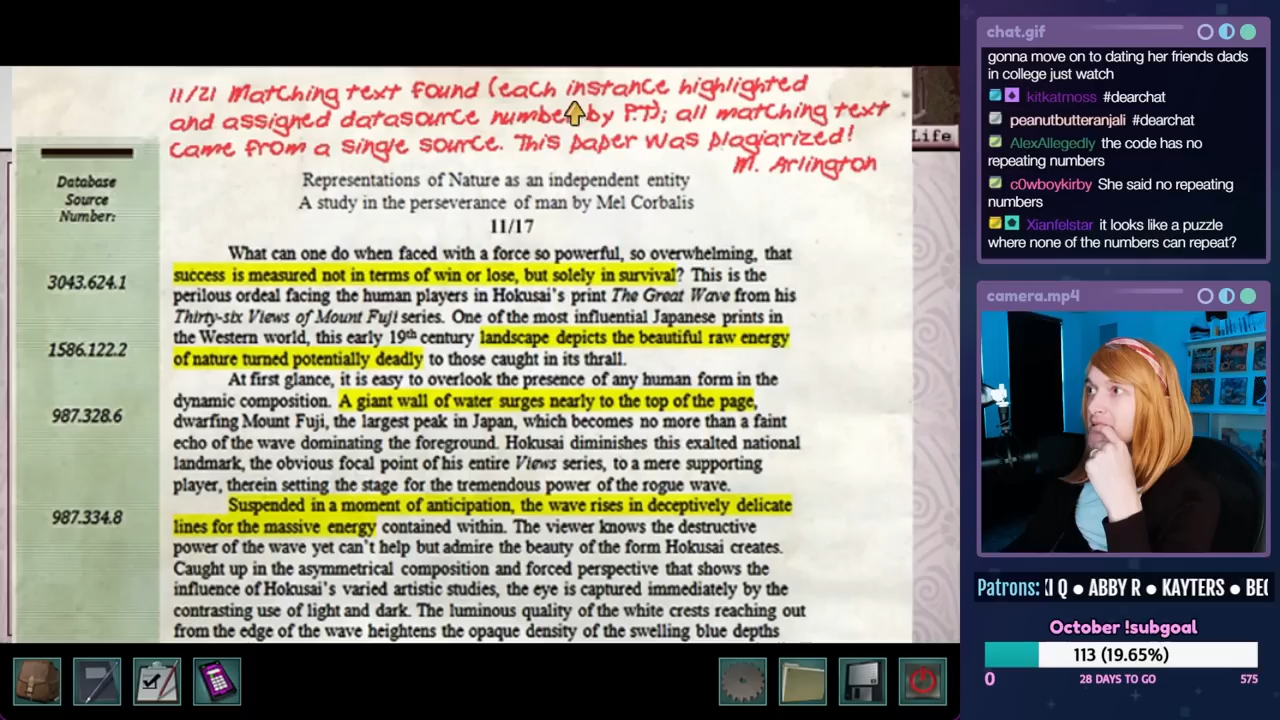 11/21 Matching text found (each instance highlighted
and assigned datasource number by P.T); all matching text
came from a single source. This paper was plagiarized!
M. Arlington
Life
Database
Source
Number:
3043.624.1
1586.122.2
987.328.6
987.334.8
Representations of Nature as an independent entity
A study in the perseverance of man by Mel Corbalis
11/17
What can one do when faced with a force so powerful, so overwhelming, that
success is measured not in terms of win or lose, but solely in survival? This is the
perilous ordeal facing the human players in Hokusai's print The Great Wave from his
Thirty-six Views of Mount Fuji series. One of the most influential Japanese prints in
the Western world, this early 19th century landscape depicts the beautiful raw energy
of nature turned potentially deadly to those caught in its thrall.
At first glance, it is easy to overlook the presence of any human form in the
dynamic composition. A giant wall of water surges nearly to the top of the page,
dwarfing Mount Fuji, the largest peak in Japan, which becomes no more than a faint
echo of the wave dominating the foreground. Hokusai diminishes this exalted national
landmark, the obvious focal point of his entire Views series, to a mere supporting
player, therein setting the stage for the tremendous power of the rogue wave.
Suspended in a moment of anticipation, the wave rises in deceptively delicate
lines for the massive energy contained within. The viewer knows the destructive
power of the wave yet can't help but admire the beauty of the form Hokusai creates.
Caught up in the asymmetrical composition and forced perspective that shows the
influence of Hokusai's varied artistic studies, the eye is captured immediately by the
contrasting use of light and dark. The luminous quality of the white crests reaching out
from the edge of the wave heightens the opaque density of the swelling blue depths
chat.gif
gonna move on to dating her friends dads
in college just watch
kitkatmoss #dearchat
peanutbutteranjali #dearchat
AlexAllegedly the code has no
repeating numbers
c0wboykirby She said no repeating
numbers
Xianfelstar it looks like a puzzle
where none of the numbers can repeat?
camera.mp4
Patrons: KI Q ● ABBY R ● KAYTERS ● BEC
October !subgoal
113 (19.65%)
0 28 DAYS TO GO 575